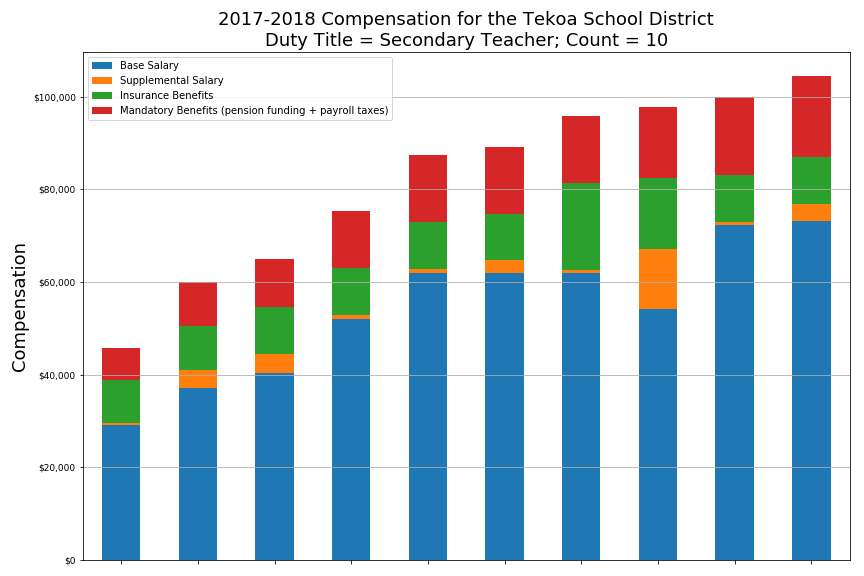 2017-2018 Compensation for the Tekoa School District
Duty Title = Secondary Teacher; Count = 10
Base Salary
Supplemental Salary
Insurance Benefits
Mandatory Benefits (pension funding + payroll taxes)
$100,000
$80,000
$60,000
$40,000
$20,000
$0
Compensation